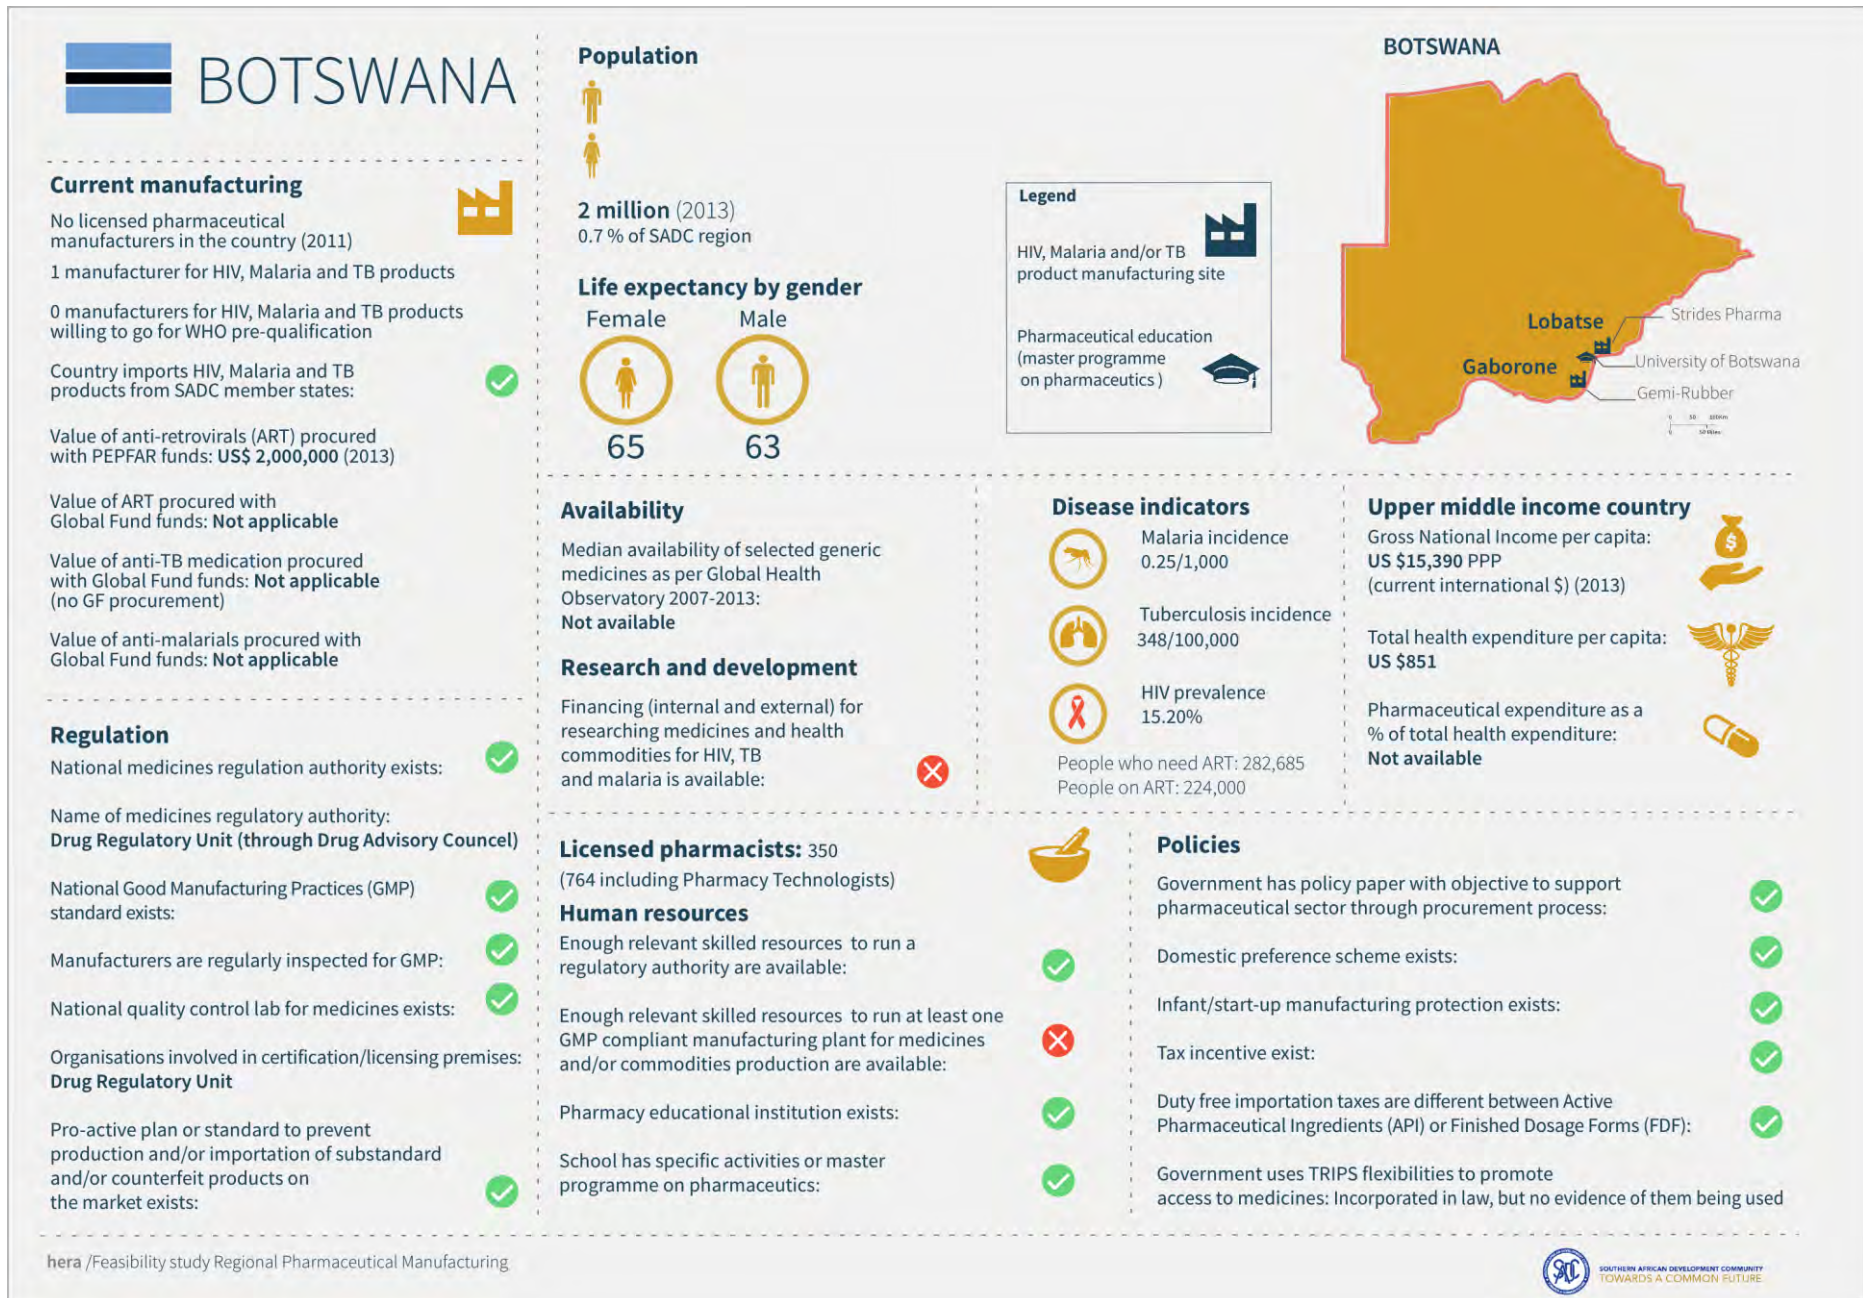 BOTSWANA
Current manufacturing
No licensed pharmaceutical
manufacturers in the country (2011)
1 manufacturer for HIV, Malaria and TB products
0 manufacturers for HIV, Malaria and TB products
willing to go for WHO pre-qualification
Country imports HIV, Malaria and TB
products from SADC member states:
Value of anti-retrovirals (ART) procured
with PEPFAR funds: US$ 2,000,000 (2013)
Value of ART procured with
Global Fund funds: Not applicable
Value of anti-TB medication procured
with Global Fund funds: Not applicable
(no GF procurement)
Value of anti-malarials procured with
Global Fund funds: Not applicable
Regulation
National medicines regulation authority exists:
Name of medicines regulatory authority:
Drug Regulatory Unit (through Drug Advisory Councel)
National Good Manufacturing Practices (GMP)
standard exists:
Manufacturers are regularly inspected for GMP:
National quality control lab for medicines exists:
Organisations involved in certification/licensing premises:
Drug Regulatory Unit
Pro-active plan or standard to prevent
production and/or importation of substandard
and/or counterfeit products on
the market exists:
Population
2 million (2013)
0.7 % of SADC region
Life expectancy by gender
Female Male
65 63
Legend
HIV, Malaria and/or TB
product manufacturing site
Pharmaceutical education
(master programme
on pharmaceutics )
BOTSWANA
Lobatse
Strides Pharma
Gaborone
University of Botswana
Gemi-Rubber
Availability
Median availability of selected generic
medicines as per Global Health
Observatory 2007-2013:
Not available
Research and development
Financing (internal and external) for
researching medicines and health
commodities for HIV, TB
and malaria is available:
Disease indicators
Malaria incidence
0.25/1,000
Tuberculosis incidence
348/100,000
HIV prevalence
15.20%
People who need ART: 282,685
People on ART: 224,000
Upper middle income country
Gross National Income per capita:
US $15,390 PPP
(current international $) (2013)
Total health expenditure per capita:
US $851
Pharmaceutical expenditure as a
% of total health expenditure:
Not available
Licensed pharmacists: 350
(764 including Pharmacy Technologists)
Human resources
Enough relevant skilled resources to run a
regulatory authority are available:
Enough relevant skilled resources to run at least one
GMP compliant manufacturing plant for medicines
and/or commodities production are available:
Pharmacy educational institution exists:
School has specific activities or master
programme on pharmaceutics:
Policies
Government has policy paper with objective to support
pharmaceutical sector through procurement process:
Domestic preference scheme exists:
Infant/start-up manufacturing protection exists:
Tax incentive exist:
Duty free importation taxes are different between Active
Pharmaceutical Ingredients (API) or Finished Dosage Forms (FDF):
Government uses TRIPS flexibilities to promote
access to medicines: Incorporated in law, but no evidence of them being used
hera /Feasibility study Regional Pharmaceutical Manufacturing
SADC
SOUTHERN AFRICAN DEVELOPMENT COMMUNITY
TOWARDS A COMMON FUTURE